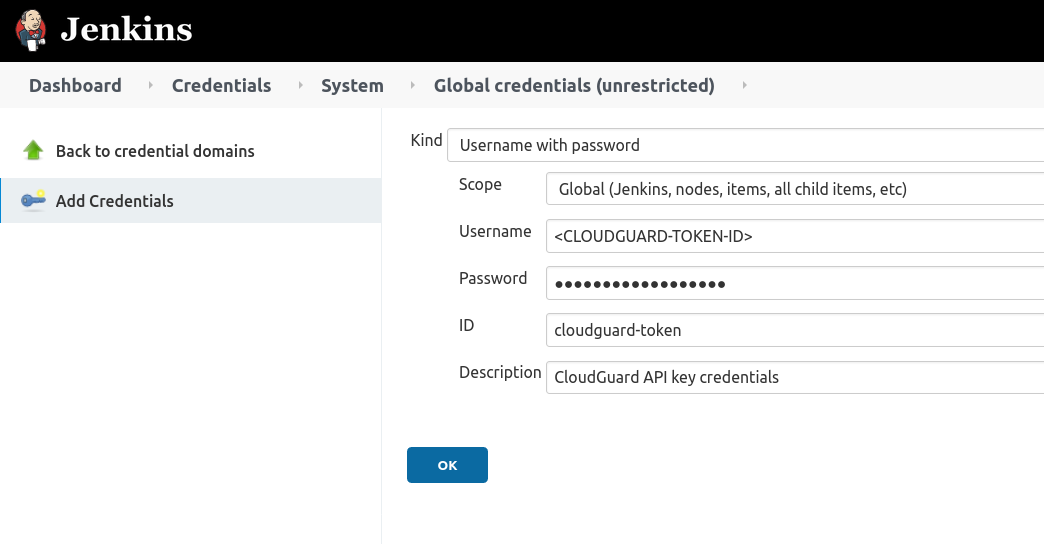 Jenkins
Dashboard Credentials System Global credentials (unrestricted)
Back to credential domains
Add Credentials
Kind Username with password
Scope Global (Jenkins, nodes, items, all child items, etc)
Username <CLOUDGUARD-TOKEN-ID>
Password ••••••••••••••••••
ID cloudguard-token
Description CloudGuard API key credentials
OK